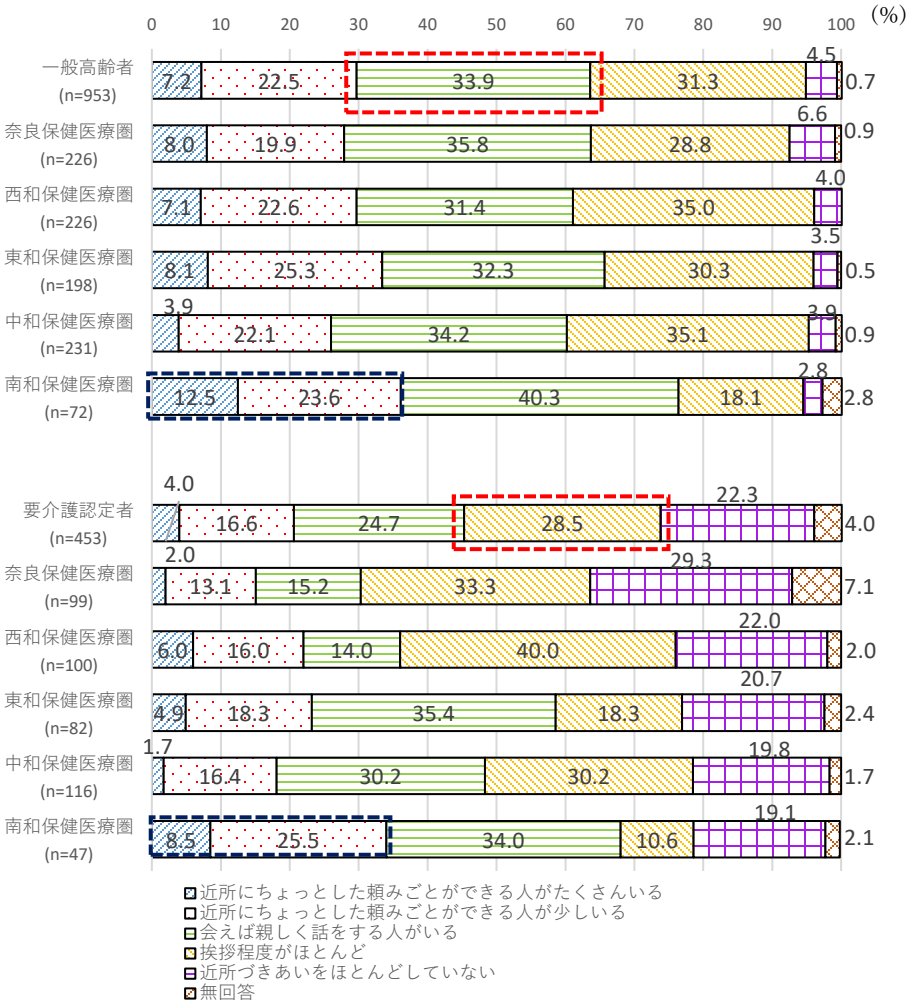 (%)
0 10 20 30 40 50 60 70 80 90 100
一般高齢者 7.2 22.5 33.9 31.3 4.5 0.7
(n=953)
奈良保健医療圏 8.0 19.9 35.8 28.8 6.6 0.9
(n=226)
西和保健医療圏 7.1 22.6 31.4 35.0 4.0
(n=226)
東和保健医療圏 8.1 25.3 32.3 30.3 3.5 0.5
(n=198)
中和保健医療圏 3.9 22.1 34.2 35.1 3.9 0.9
(n=231)
南和保健医療圏 12.5 23.6 40.3 18.1 2.8 2.8
(n=72)
要介護認定者 4.0 16.6 24.7 28.5 22.3 4.0
(n=453)
奈良保健医療圏 2.0 13.1 15.2 33.3 29.3 7.1
(n=99)
西和保健医療圏 6.0 16.0 14.0 40.0 22.0 2.0
(n=100)
東和保健医療圏 4.9 18.3 35.4 18.3 20.7 2.4
(n=82)
中和保健医療圏 1.7 16.4 30.2 30.2 19.8 1.7
(n=116)
南和保健医療圏 8.5 25.5 34.0 10.6 19.1 2.1
(n=47)
近所にちょっとした頼みごとができる人がたくさんいる
近所にちょっとした頼みごとができる人が少しいる
会えば親しく話をする人がいる
挨拶程度がほとんど
近所づきあいをほとんどしていない
無回答